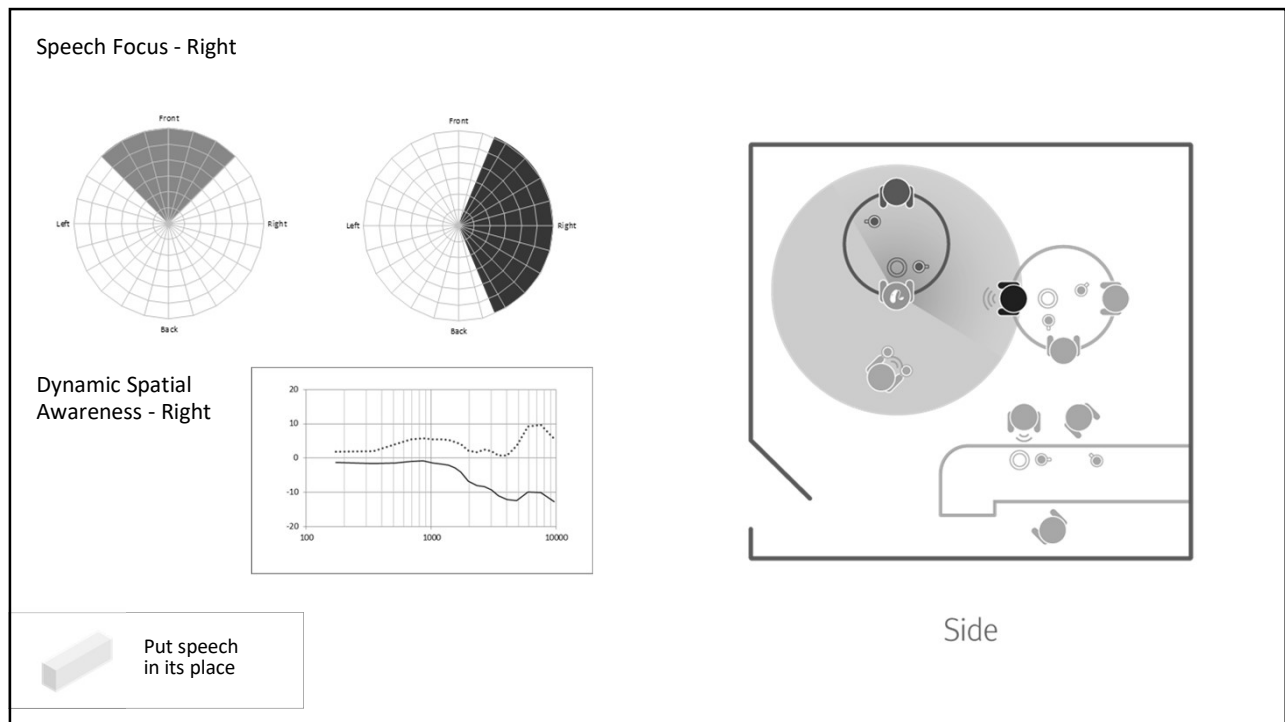 Speech Focus - Right
Front
Left
Right
Back
Front
Left
Right
Back
Dynamic Spatial
Awareness - Right
20
10
0
-10
-20
100
1000
10000
Side
Put speech
in its place